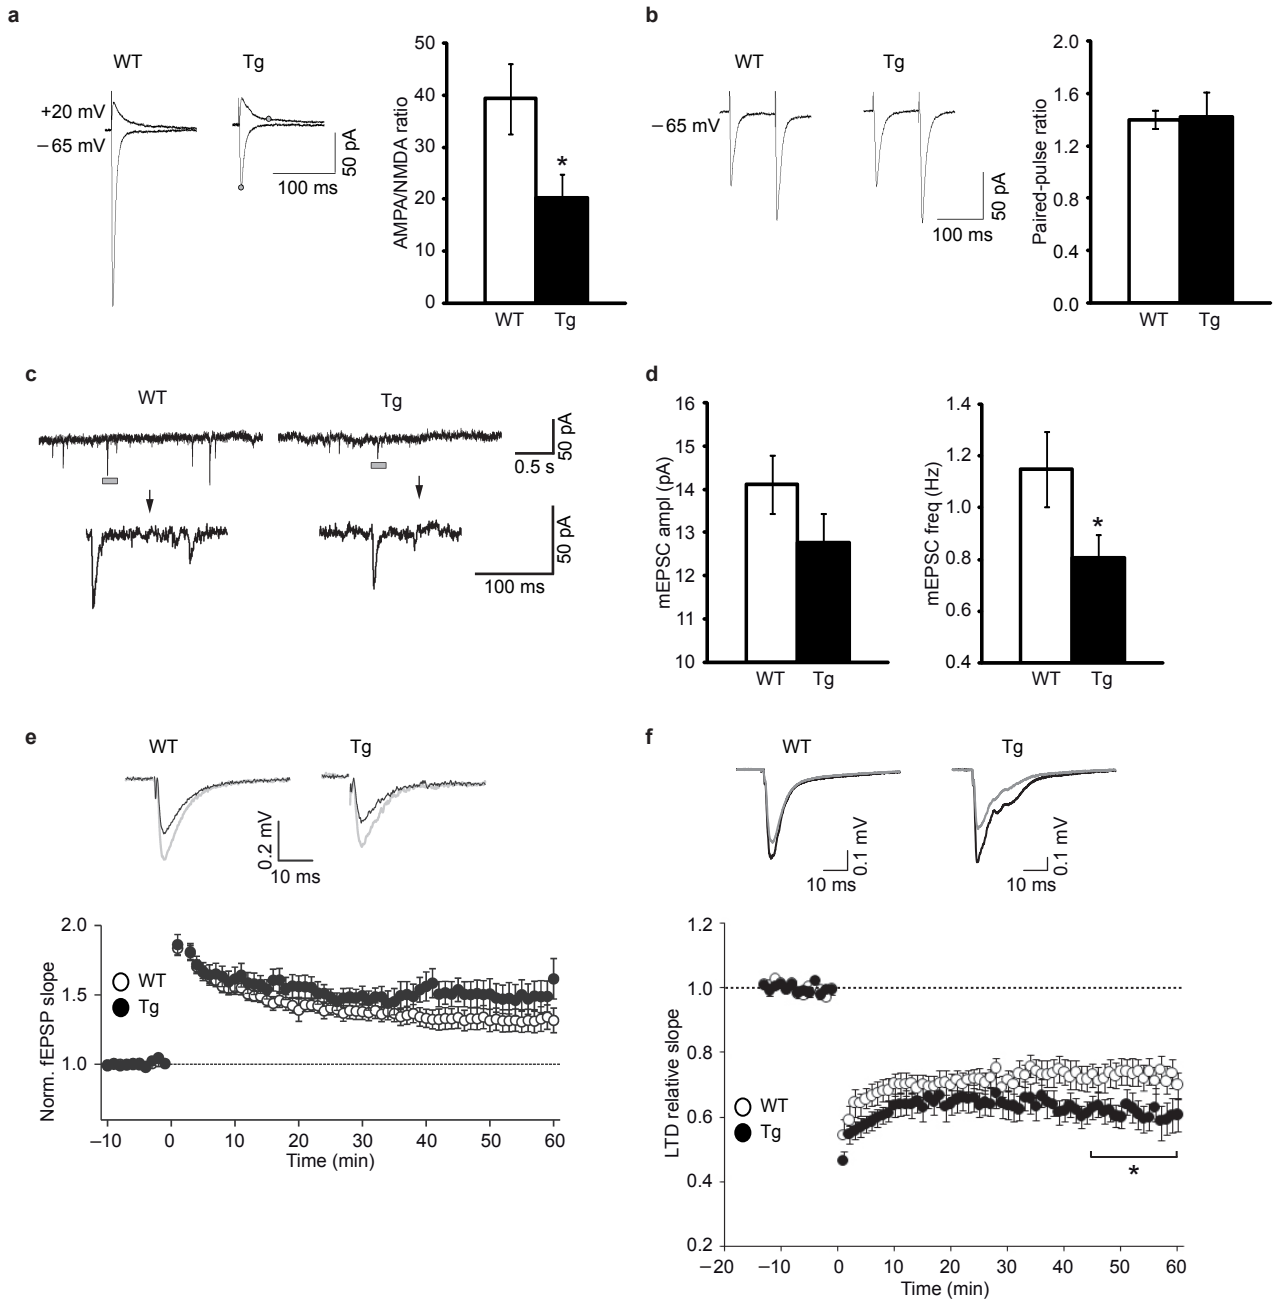 a
WT
Tg
+20 mV
−65 mV
50 pA
100 ms
AMPA/NMDA ratio
50
40
30
20
10
0
*
WT
Tg
b
WT
Tg
−65 mV
50 pA
100 ms
Paired-pulse ratio
2.0
1.6
1.2
0.8
0.4
0.0
WT
Tg
c
WT
Tg
50 pA
0.5 s
50 pA
100 ms
d
mEPSC ampl (pA)
16
15
14
13
12
11
10
WT
Tg
mEPSC freq (Hz)
1.4
1.2
1.0
0.8
0.6
0.4
*
WT
Tg
e
WT
Tg
0.2 mV
10 ms
Norm. fEPSP slope
2.0
1.5
1.0
WT
Tg
−10
0
10
20
30
40
50
60
Time (min)
f
WT
Tg
0.1 mV
10 ms
0.1 mV
10 ms
LTD relative slope
1.2
1.0
0.8
0.6
0.4
0.2
WT
Tg
*
−20
−10
0
10
20
30
40
50
60
Time (min)